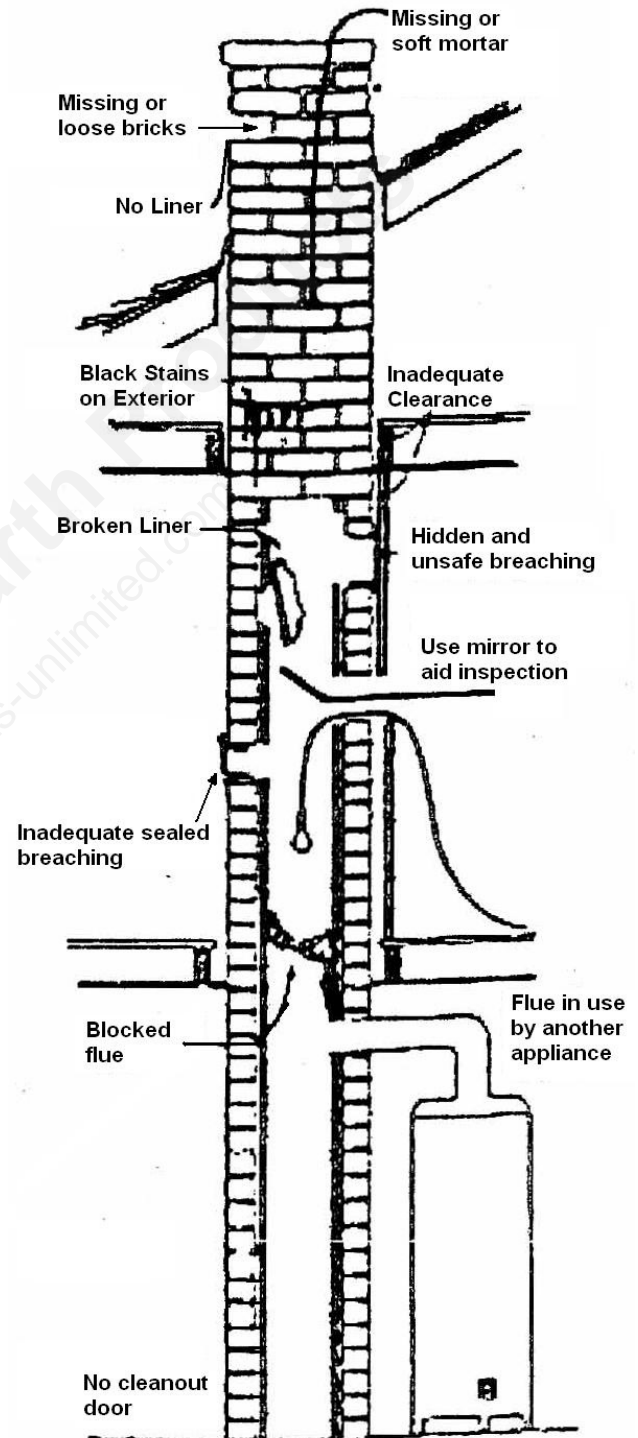 Missing or
soft mortar
Missing or
loose bricks
No Liner
Black Stains
on Exterior
Inadequate
Clearance
Broken Liner
Hidden and
unsafe breaching
Use mirror to
aid inspection
Inadequate sealed
breaching
Blocked
flue
Flue in use
by another
appliance
No cleanout
door